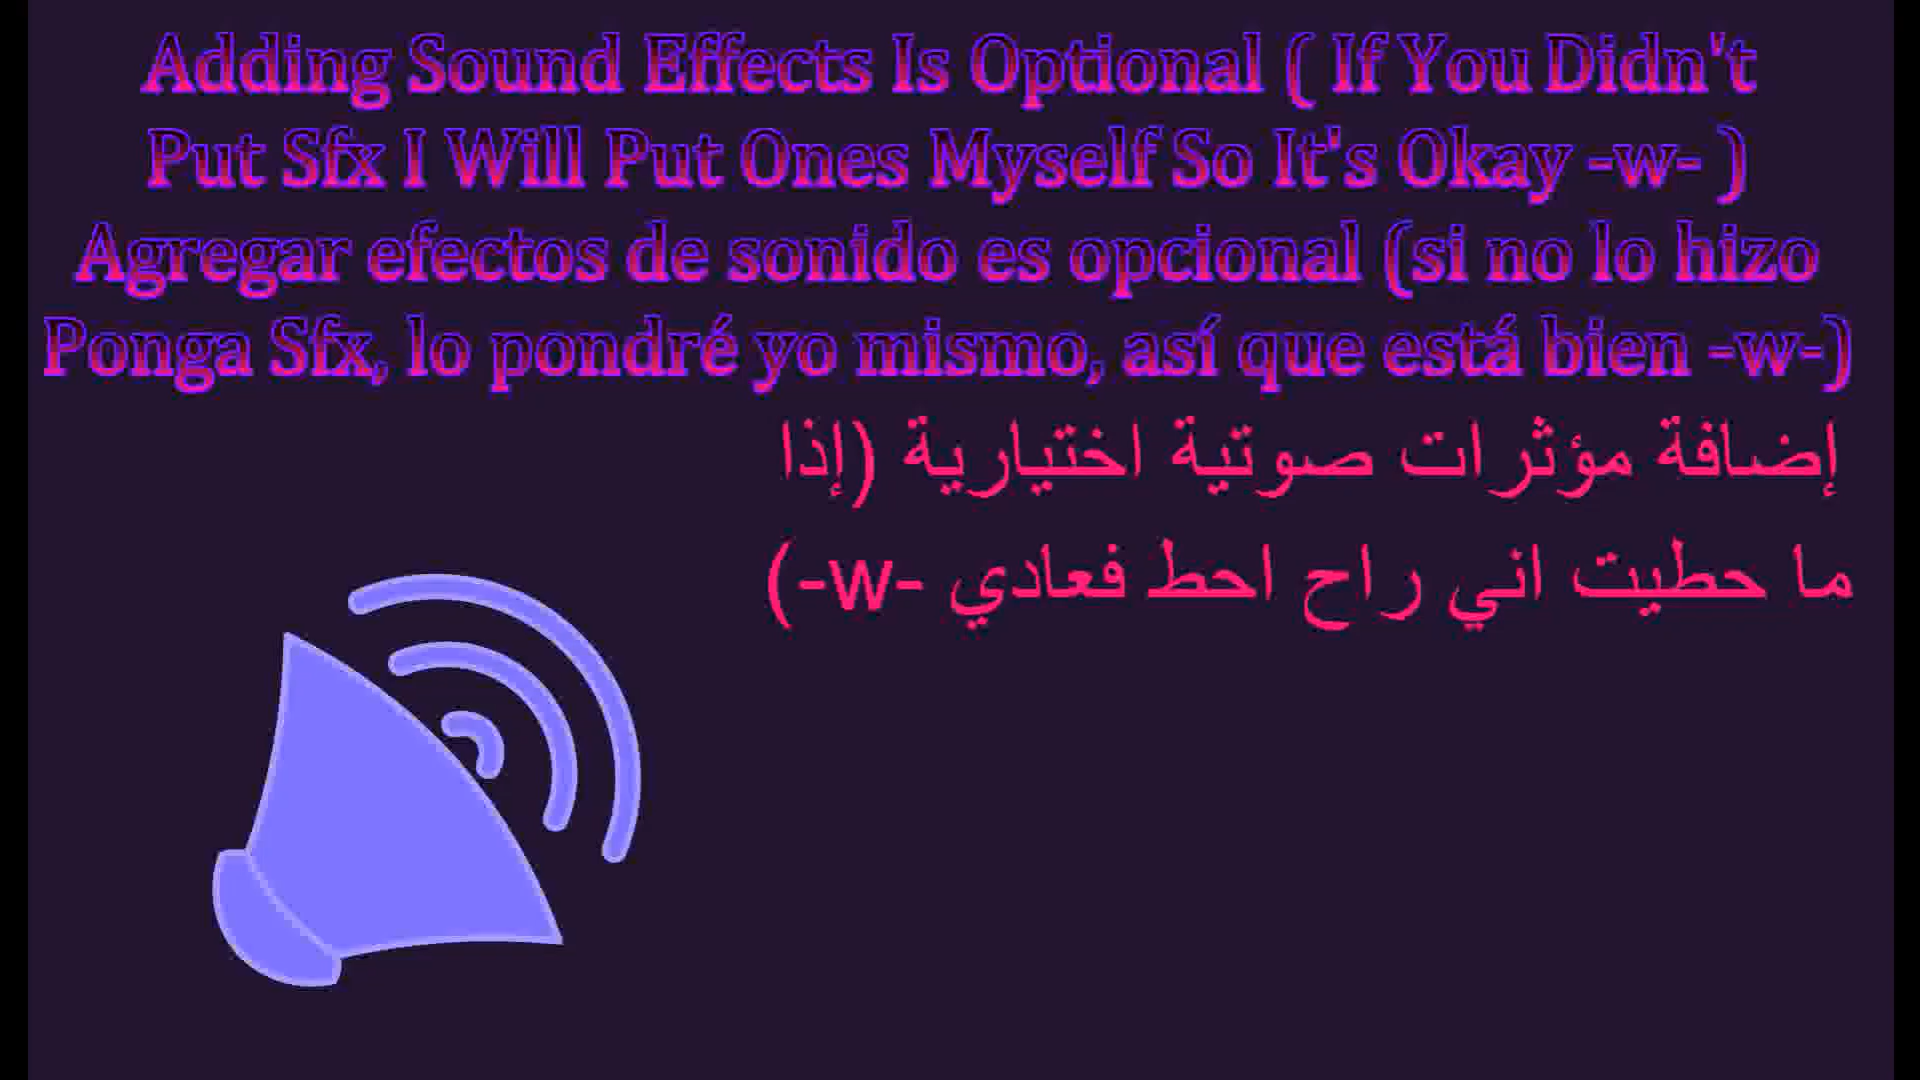 Adding Sound Effects Is Optional ( If You Didn't
Put Sfx I Will Put Ones Myself So It's Okay -w- )
Agregar efectos de sonido es opcional (si no lo hizo
Ponga Sfx, lo pondré yo mismo, así que está bien -w-)
إضافة مؤثرات صوتية اختيارية (إذا
ما حطيت اني راح احط فعادي -w-)